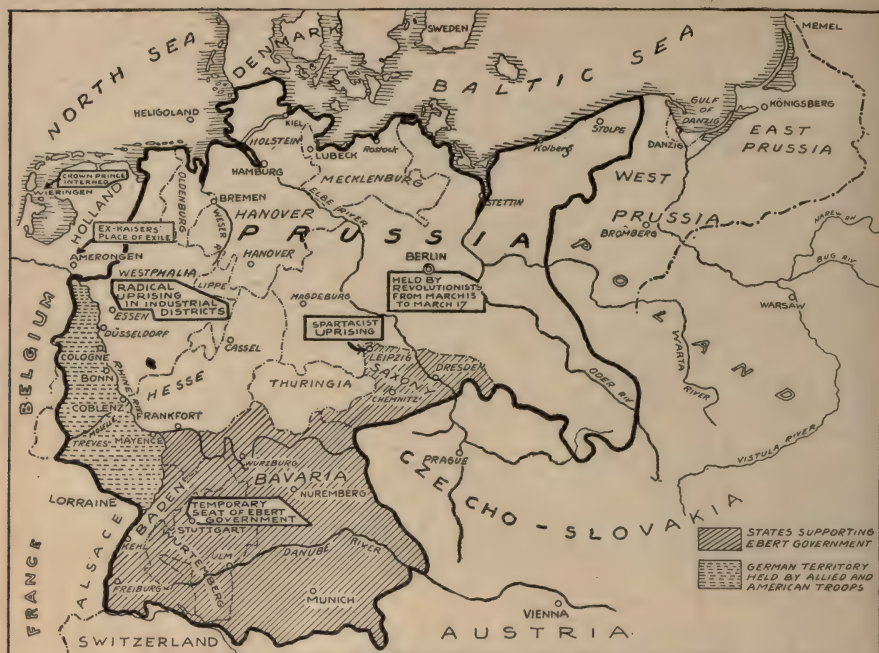 NORTH SEA
DENMARK
SWEDEN
BALTIC SEA
MEMEL
HELIGOLAND
KIEL
HOLSTEIN
LUBECK
Rostock
MECKLENBURG
HAMBURG
ELBE RIVER
STETTIN
Kolberg
STOLPE
GULF OF DANZIG
DANZIG
KÖNIGSBERG
EAST
PRUSSIA
WEST
PRUSSIA
BROMBERG
CROWN PRINCE
INTERNED
WIERINGEN
HOLLAND
EX-KAISERS'
PLACE OF EXILE
AMERONGEN
OLDENBURG
BREMEN
WESER R.
HANOVER
HANOVER
PRUSSIA
BERLIN
HELD BY
REVOLUTIONISTS
FROM MARCH 13
TO MARCH 17
POLAND
NAREW RIV.
BUG RIV.
WARSAW
WARTA
RIVER
ODER RIV.
VISTULA RIVER
WESTPHALIA
LIPPE
RADICAL
UPRISING
IN INDUSTRIAL
DISTRICTS
MAGDEBURG
SPARTACIST
UPRISING
LEIPZIG
SAXONY
DRESDEN
CHEMNITZ
BELGIUM
ESSEN
DÜSSELDORF
COLOGNE
BONN
RHINE RIV.
COBLENZ
MOSELLE
TREVES
MAYENCE
CASSEL
HESSE
THURINGIA
FRANKFORT
WURZBURG
BAVARIA
NUREMBERG
PRAGUE
CZECHO-SLOVAKIA
LORRAINE
ALSACE
BADEN
TEMPORARY
SEAT OF EBERT
GOVERNMENT
STUTTGART
WURTEMBERG
KEHL
ULM
DANUBE RIVER
FREIBURG
MUNICH
FRANCE
SWITZERLAND
VIENNA
AUSTRIA
STATES SUPPORTING
EBERT GOVERNMENT
GERMAN TERRITORY
HELD BY ALLIED AND
AMERICAN TROOPS